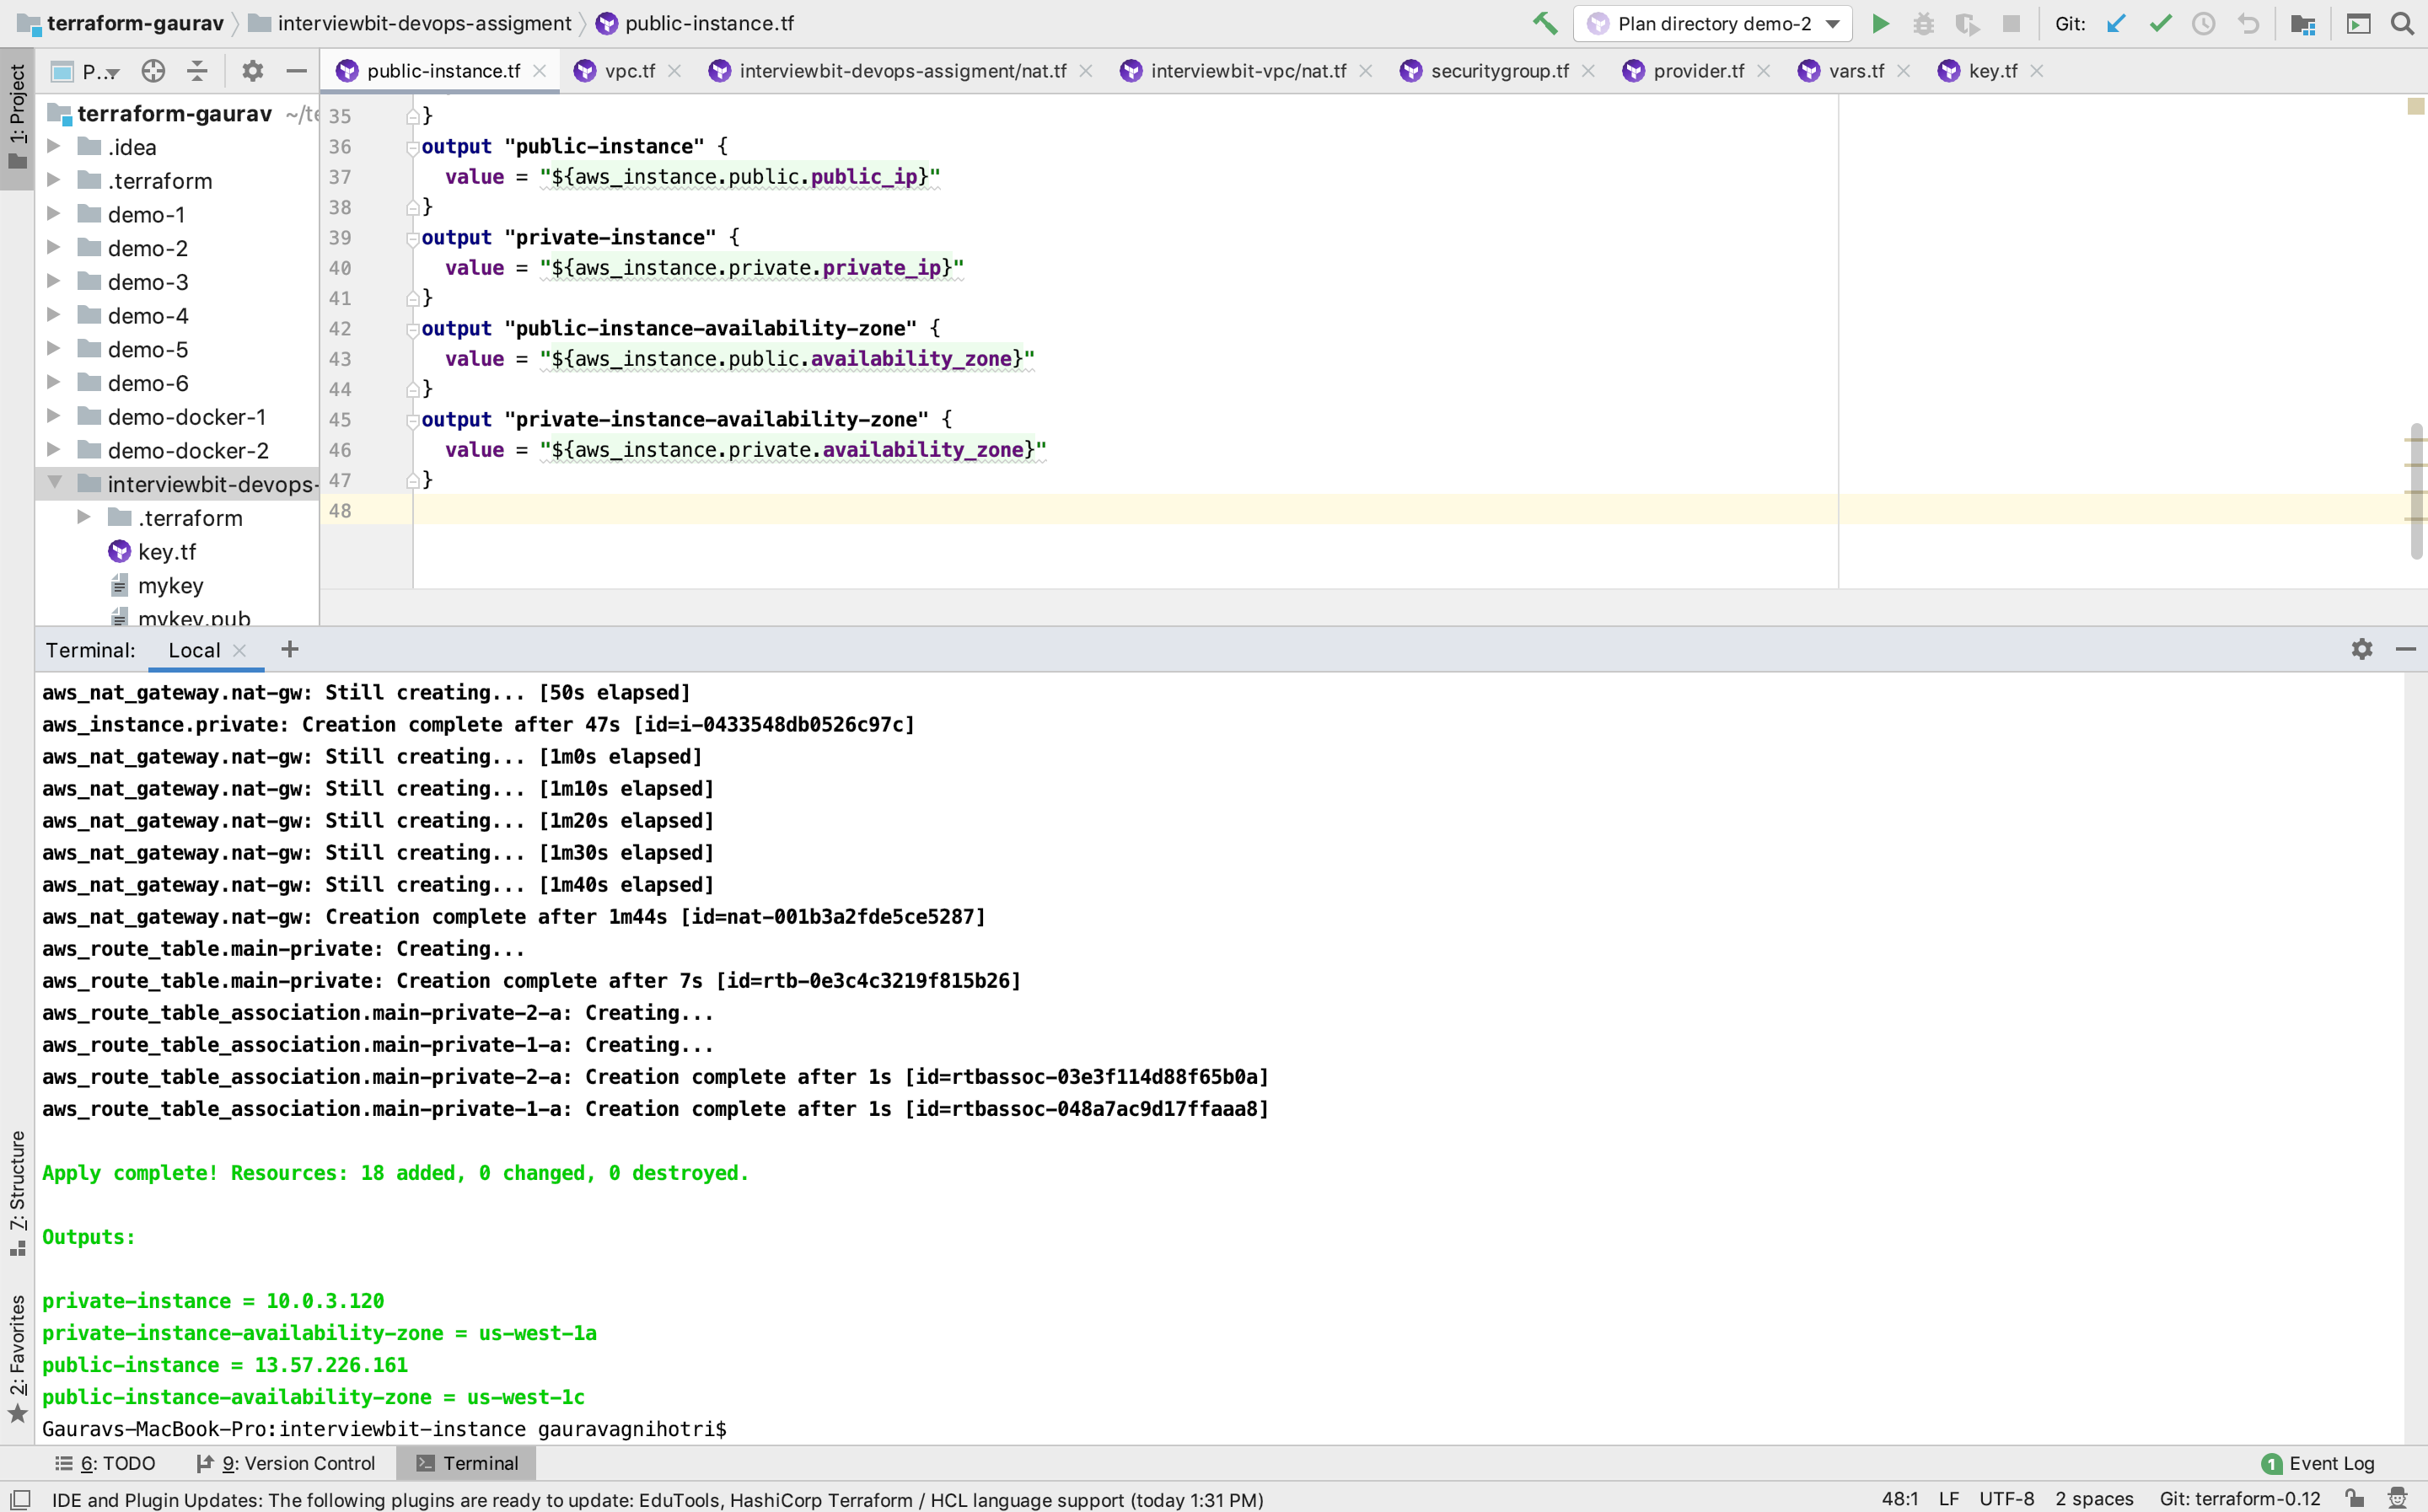 terraform-gaurav interviewbit-devops-assigment public-instance.tf Plan directory demo-2 Git:
1: Project
P... public-instance.tf vpc.tf interviewbit-devops-assigment/nat.tf interviewbit-vpc/nat.tf securitygroup.tf provider.tf vars.tf key.tf
terraform-gaurav ~/te
.idea
.terraform
demo-1
demo-2
demo-3
demo-4
demo-5
demo-6
demo-docker-1
demo-docker-2
interviewbit-devops-
.terraform
key.tf
mykey
mykey.pub
35 }
36 output "public-instance" {
37 value = "${aws_instance.public.public_ip}"
38 }
39 output "private-instance" {
40 value = "${aws_instance.private.private_ip}"
41 }
42 output "public-instance-availability-zone" {
43 value = "${aws_instance.public.availability_zone}"
44 }
45 output "private-instance-availability-zone" {
46 value = "${aws_instance.private.availability_zone}"
47 }
48
Terminal: Local +
aws_nat_gateway.nat-gw: Still creating... [50s elapsed]
aws_instance.private: Creation complete after 47s [id=i-0433548db0526c97c]
aws_nat_gateway.nat-gw: Still creating... [1m0s elapsed]
aws_nat_gateway.nat-gw: Still creating... [1m10s elapsed]
aws_nat_gateway.nat-gw: Still creating... [1m20s elapsed]
aws_nat_gateway.nat-gw: Still creating... [1m30s elapsed]
aws_nat_gateway.nat-gw: Still creating... [1m40s elapsed]
aws_nat_gateway.nat-gw: Creation complete after 1m44s [id=nat-001b3a2fde5ce5287]
aws_route_table.main-private: Creating...
aws_route_table.main-private: Creation complete after 7s [id=rtb-0e3c4c3219f815b26]
aws_route_table_association.main-private-2-a: Creating...
aws_route_table_association.main-private-1-a: Creating...
aws_route_table_association.main-private-2-a: Creation complete after 1s [id=rtbassoc-03e3f114d88f65b0a]
aws_route_table_association.main-private-1-a: Creation complete after 1s [id=rtbassoc-048a7ac9d17ffaaa8]
Apply complete! Resources: 18 added, 0 changed, 0 destroyed.
Outputs:
private-instance = 10.0.3.120
private-instance-availability-zone = us-west-1a
public-instance = 13.57.226.161
public-instance-availability-zone = us-west-1c
Gauravs-MacBook-Pro:interviewbit-instance gauravagnihotri$
7: Structure
2: Favorites
6: TODO 9: Version Control Terminal 1 Event Log
IDE and Plugin Updates: The following plugins are ready to update: EduTools, HashiCorp Terraform / HCL language support (today 1:31 PM) 48:1 LF UTF-8 2 spaces Git: terraform-0.12